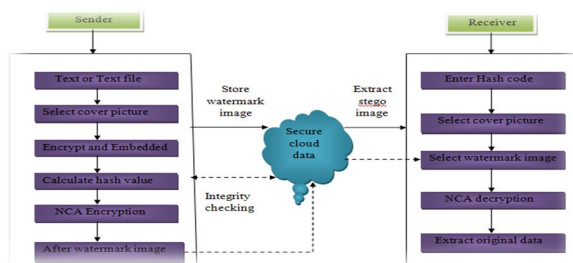 Sender
Text or Text file
Select cover picture
Encrypt and Embedded
Calculate hash value
NCA Encryption
After watermark image
Store
watermark
image
Integrity
checking
Secure
cloud
data
Extract
stego
image
Receiver
Enter Hash code
Select cover picture
Select watermark image
NCA decryption
Extract original data